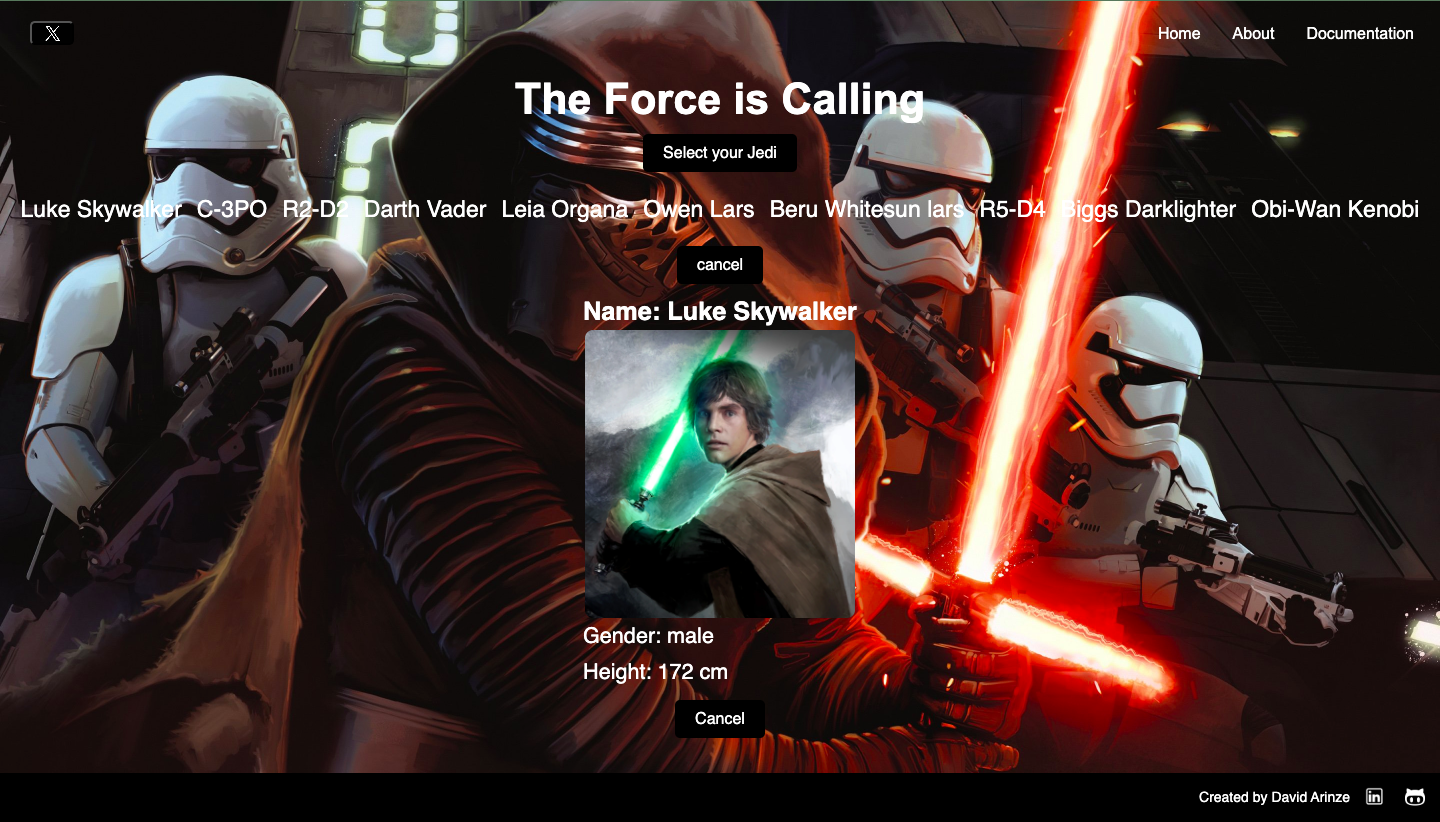 𝕏
Home About Documentation
The Force is Calling
Select your Jedi
Luke Skywalker C-3PO R2-D2 Darth Vader Leia Organa Owen Lars Beru Whitesun lars R5-D4 Biggs Darklighter Obi-Wan Kenobi
cancel
Name: Luke Skywalker
Gender: male
Height: 172 cm
Cancel
Created by David Arinze in